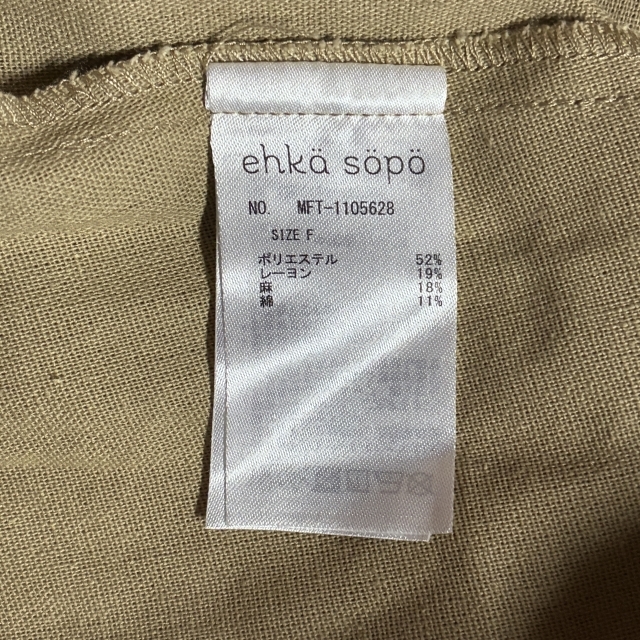 ehkä söpö
NO. MFT-1105628
SIZE F
ポリエステル 52%
レーヨン 19%
麻 18%
綿 11%